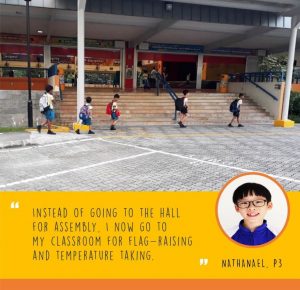 “
INSTEAD OF GOING TO THE HALL
FOR ASSEMBLY, I NOW GO TO
MY CLASSROOM FOR FLAG-RAISING
AND TEMPERATURE TAKING.
”
NATHANAEL, P3